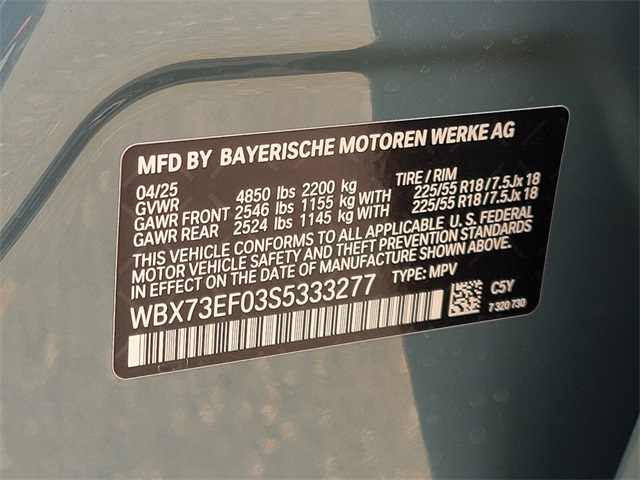 MFD BY BAYERISCHE MOTOREN WERKE AG
04/25 TIRE / RIM
GVWR 4850 lbs 2200 kg
GAWR FRONT 2546 lbs 1155 kg WITH 225/55 R18 / 7.5Jx 18
GAWR REAR 2524 lbs 1145 kg WITH 225/55 R18 / 7.5Jx 18
THIS VEHICLE CONFORMS TO ALL APPLICABLE U. S. FEDERAL
MOTOR VEHICLE SAFETY AND THEFT PREVENTION STANDARDS
IN EFFECT ON THE DATE OF MANUFACTURE SHOWN ABOVE.
TYPE: MPV
WBX73EF03S5333277
C5Y
7 320 730